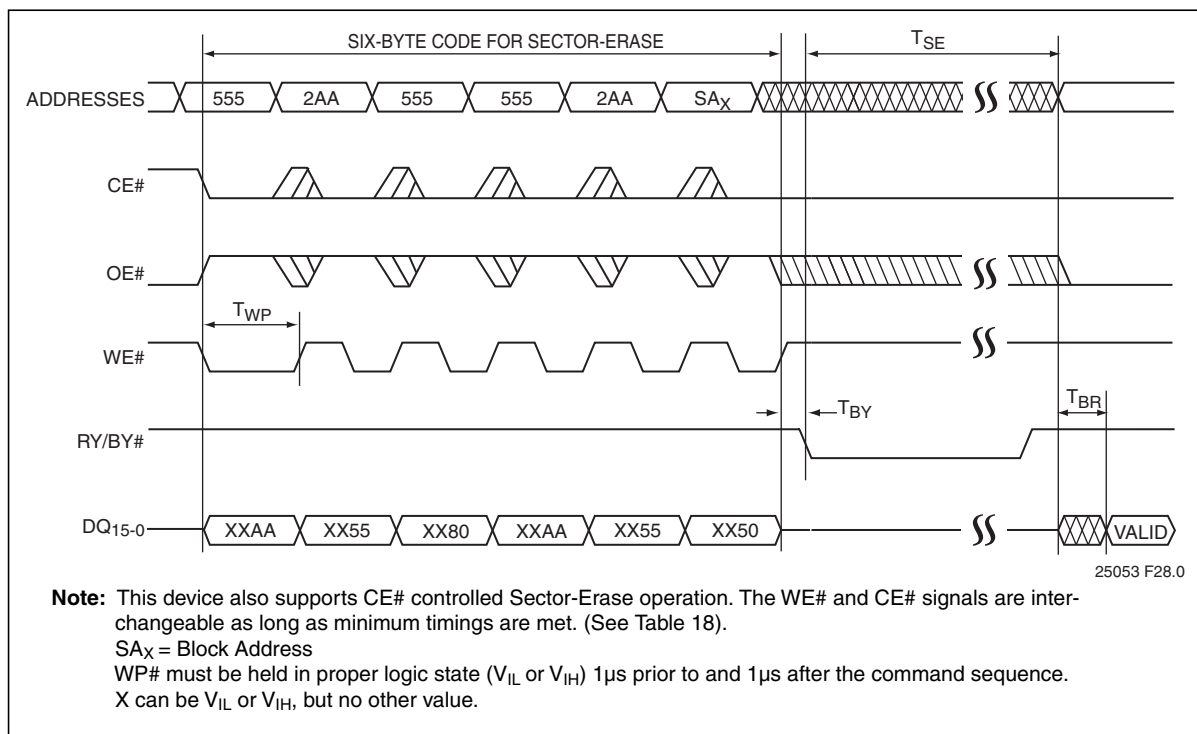 SIX-BYTE CODE FOR SECTOR-ERASE
TSE
ADDRESSES 555 2AA 555 555 2AA SAX
CE#
OE#
TWP
WE#
TBY
TBR
RY/BY#
DQ15-0 XXAA XX55 XX80 XXAA XX55 XX50 VALID
25053 F28.0
Note: This device also supports CE# controlled Sector-Erase operation. The WE# and CE# signals are inter-
changeable as long as minimum timings are met. (See Table 18).
SAX = Block Address
WP# must be held in proper logic state (VIL or VIH) 1µs prior to and 1µs after the command sequence.
X can be VIL or VIH, but no other value.